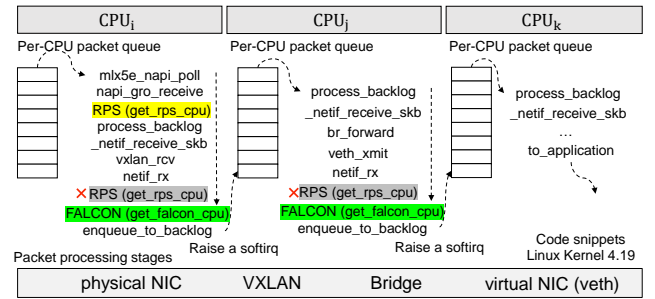 CPUi
CPUj
CPUk
Per-CPU packet queue
Per-CPU packet queue
Per-CPU packet queue
mlx5e_napi_poll
napi_gro_receive
RPS (get_rps_cpu)
process_backlog
_netif_receive_skb
vxlan_rcv
netif_rx
×RPS (get_rps_cpu)
FALCON (get_falcon_cpu)
enqueue_to_backlog
Raise a softirq
process_backlog
_netif_receive_skb
br_forward
veth_xmit
netif_rx
×RPS (get_rps_cpu)
FALCON (get_falcon_cpu)
enqueue_to_backlog
Raise a softirq
process_backlog
_netif_receive_skb
...
to_application
Code snippets
Linux Kernel 4.19
Packet processing stages
physical NIC VXLAN Bridge virtual NIC (veth)